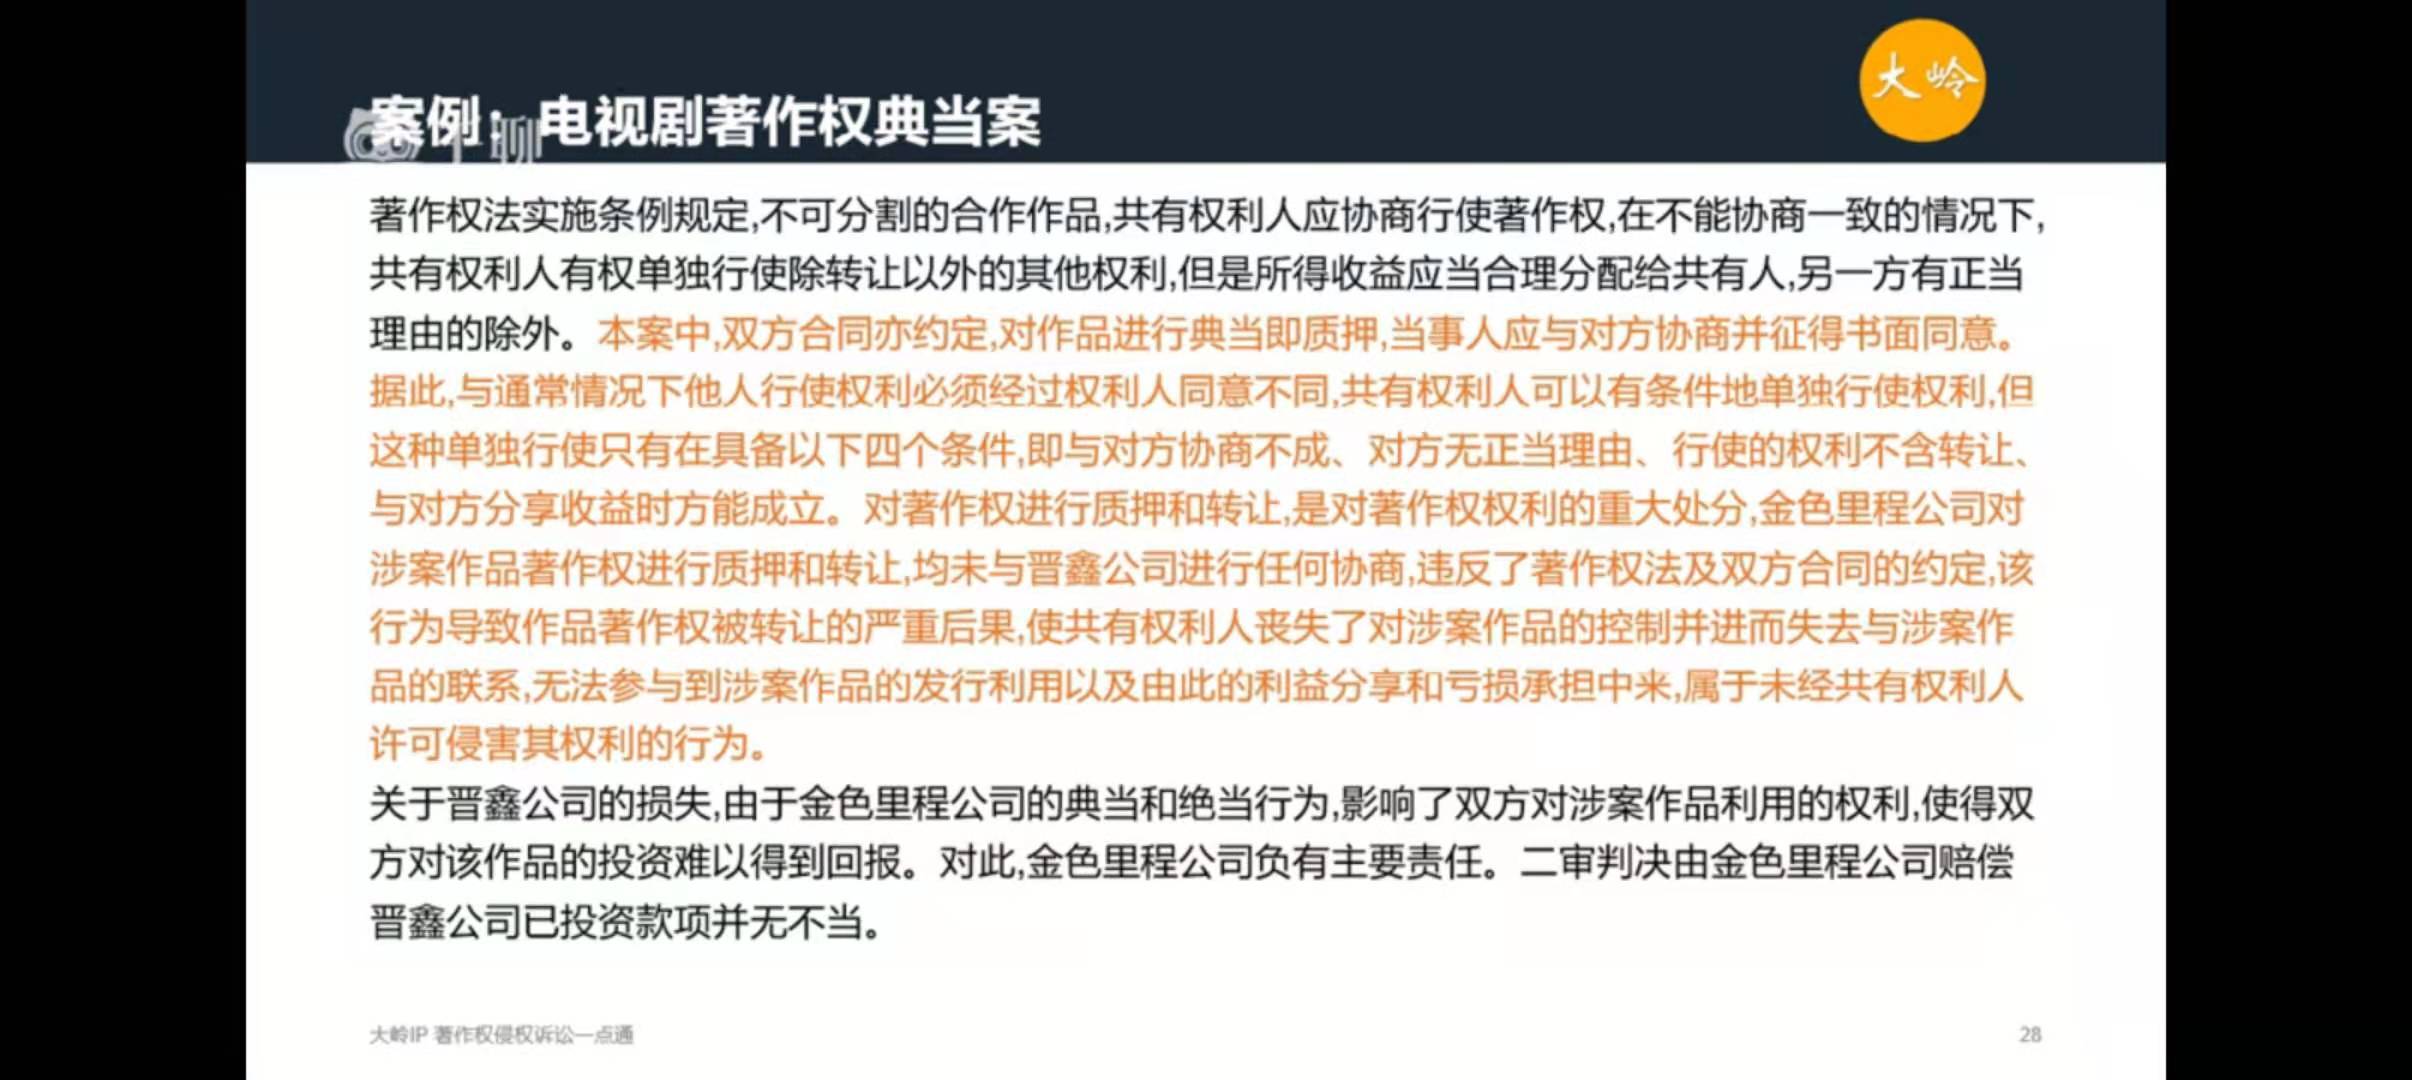 大岭
案例：电视剧著作权典当案
著作权法实施条例规定,不可分割的合作作品,共有权利人应协商行使著作权,在不能协商一致的情况下,
共有权利人有权单独行使除转让以外的其他权利,但是所得收益应当合理分配给共有人,另一方有正当
理由的除外。本案中,双方合同亦约定,对作品进行典当即质押,当事人应与对方协商并征得书面同意。
据此,与通常情况下他人行使权利必须经过权利人同意不同,共有权利人可以有条件地单独行使权利,但
这种单独行使只有在具备以下四个条件,即与对方协商不成、对方无正当理由、行使的权利不含转让、
与对方分享收益时方能成立。对著作权进行质押和转让,是对著作权权利的重大处分,金色里程公司对
涉案作品著作权进行质押和转让,均未与晋鑫公司进行任何协商,违反了著作权法及双方合同的约定,该
行为导致作品著作权被转让的严重后果,使共有权利人丧失了对涉案作品的控制并进而失去与涉案作
品的联系,无法参与到涉案作品的发行利用以及由此的利益分享和亏损承担中来,属于未经共有权利人
许可侵害其权利的行为。
关于晋鑫公司的损失,由于金色里程公司的典当和绝当行为,影响了双方对涉案作品利用的权利,使得双
方对该作品的投资难以得到回报。对此,金色里程公司负有主要责任。二审判决由金色里程公司赔偿
晋鑫公司已投资款项并无不当。
大岭IP 著作权侵权诉讼一点通
28